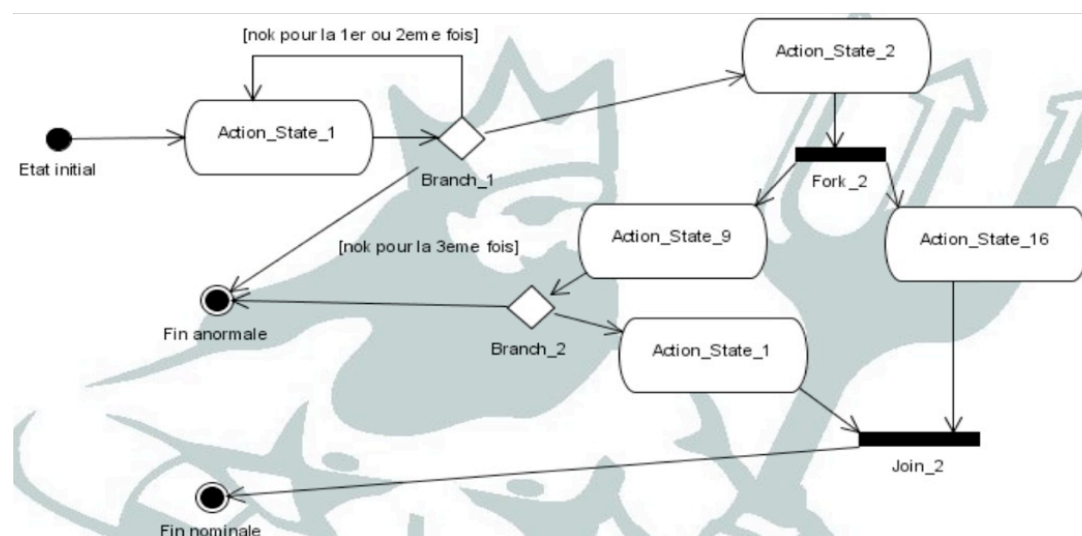 [nok pour la 1er ou 2eme fois]
Action_State_2
Action_State_1
Etat initial
Branch_1
Fork_2
Action_State_9
Action_State_16
[nok pour la 3eme fois]
Fin anormale
Branch_2
Action_State_1
Join_2
Fin nominale